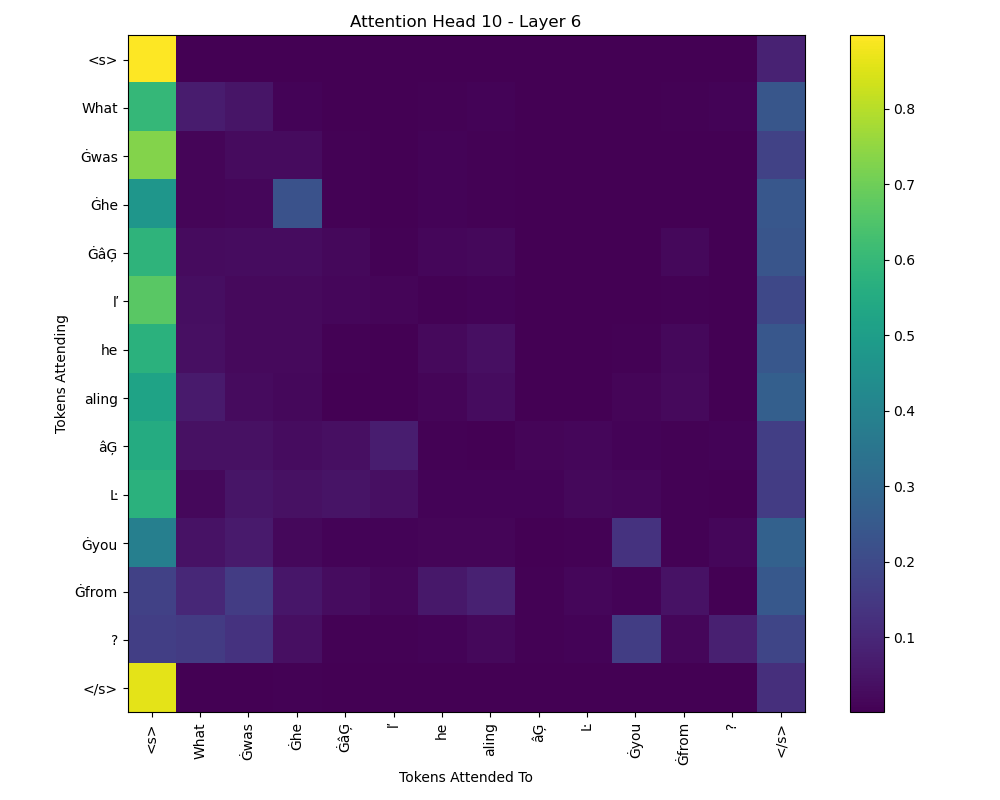 Attention Head 10 - Layer 6
Tokens Attending
<s>
What
Ġwas
Ġhe
ĠâĢ
ľ
he
aling
âĢ
Ŀ
Ġyou
Ġfrom
?
</s>
<s>
What
Ġwas
Ġhe
ĠâĢ
ľ
he
aling
âĢ
Ŀ
Ġyou
Ġfrom
?
</s>
Tokens Attended To
0.8
0.7
0.6
0.5
0.4
0.3
0.2
0.1